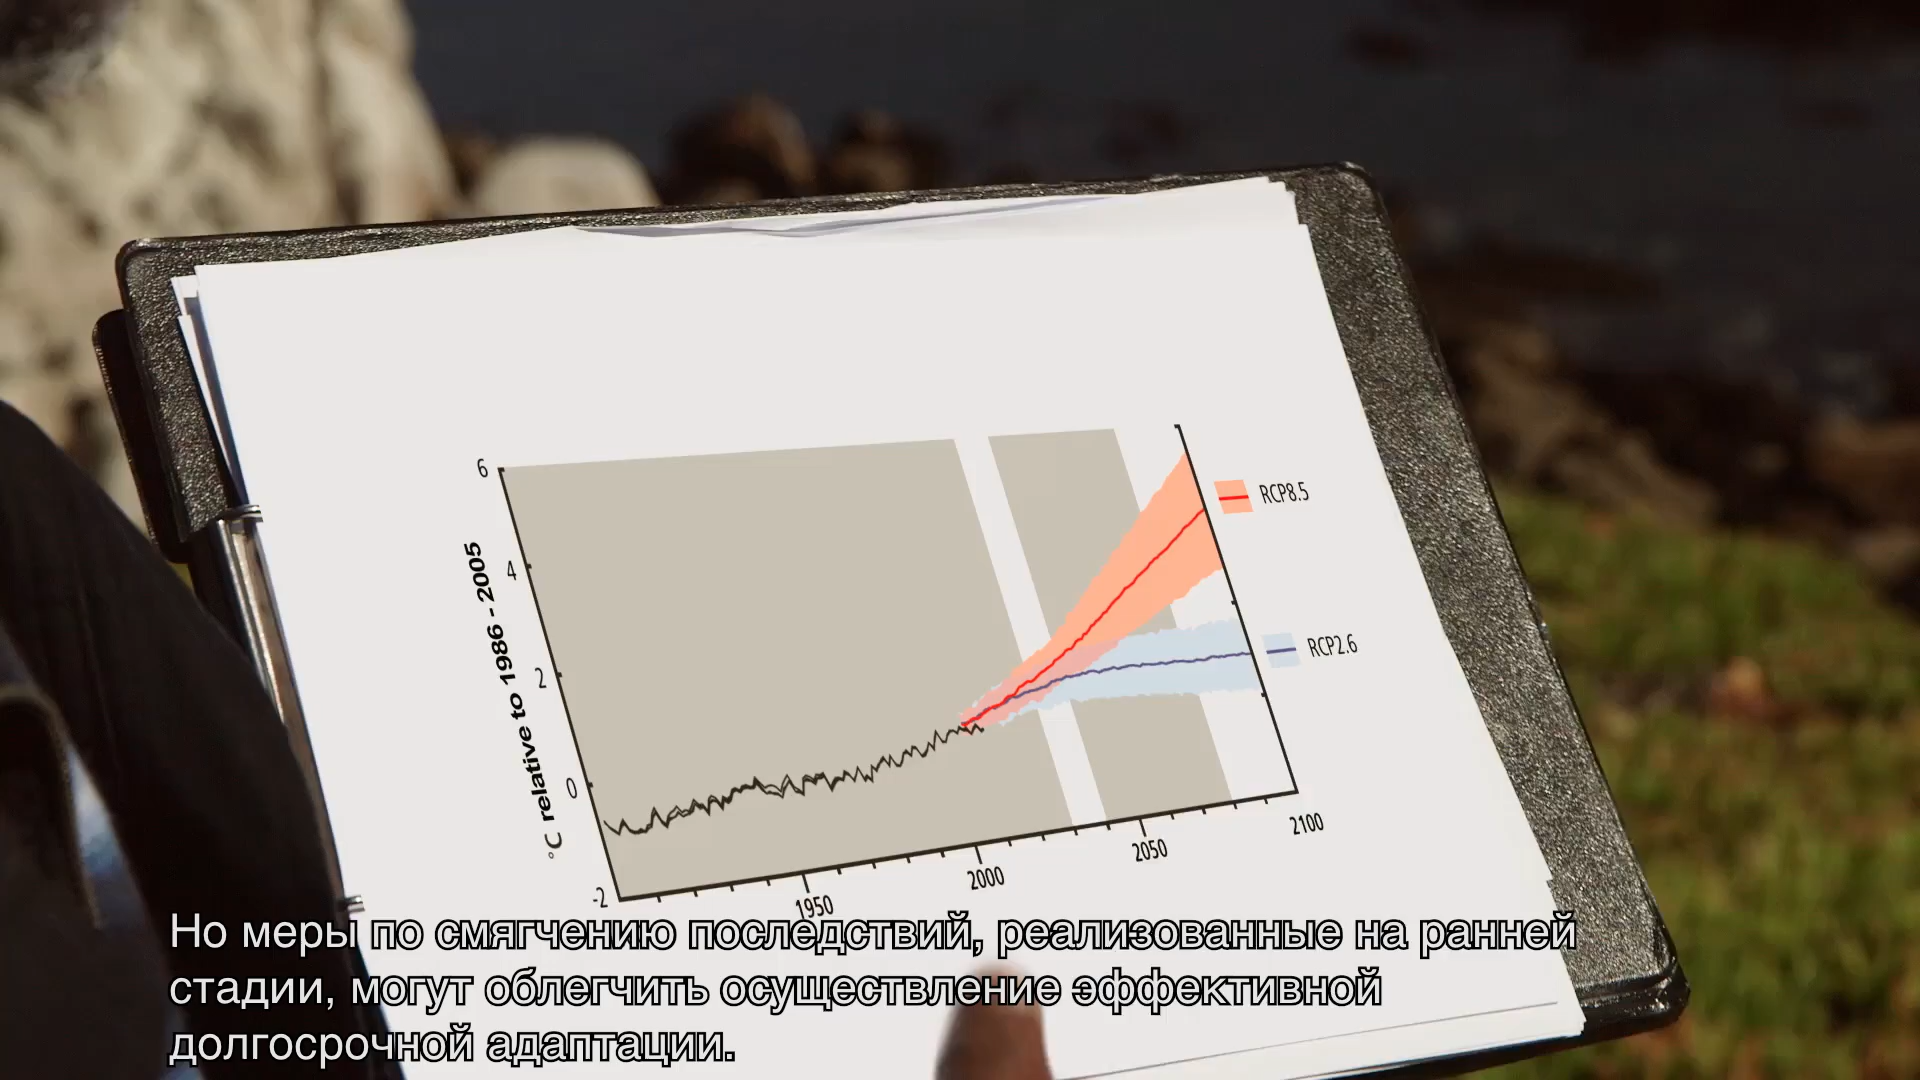 6
4
2
0
-2
°C relative to 1986 - 2005
RCP8.5
RCP2.6
1950
2000
2050
2100
Но меры по смягчению последствий, реализованные на ранней
стадии, могут облегчить осуществление эффективной
долгосрочной адаптации.